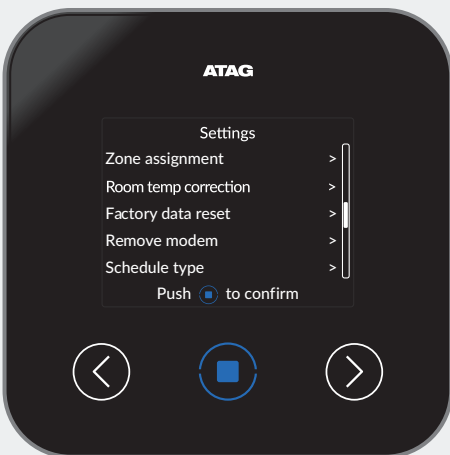 ATAG
Settings
Zone assignment >
Room temp correction >
Factory data reset >
Remove modem >
Schedule type >
Push to confirm